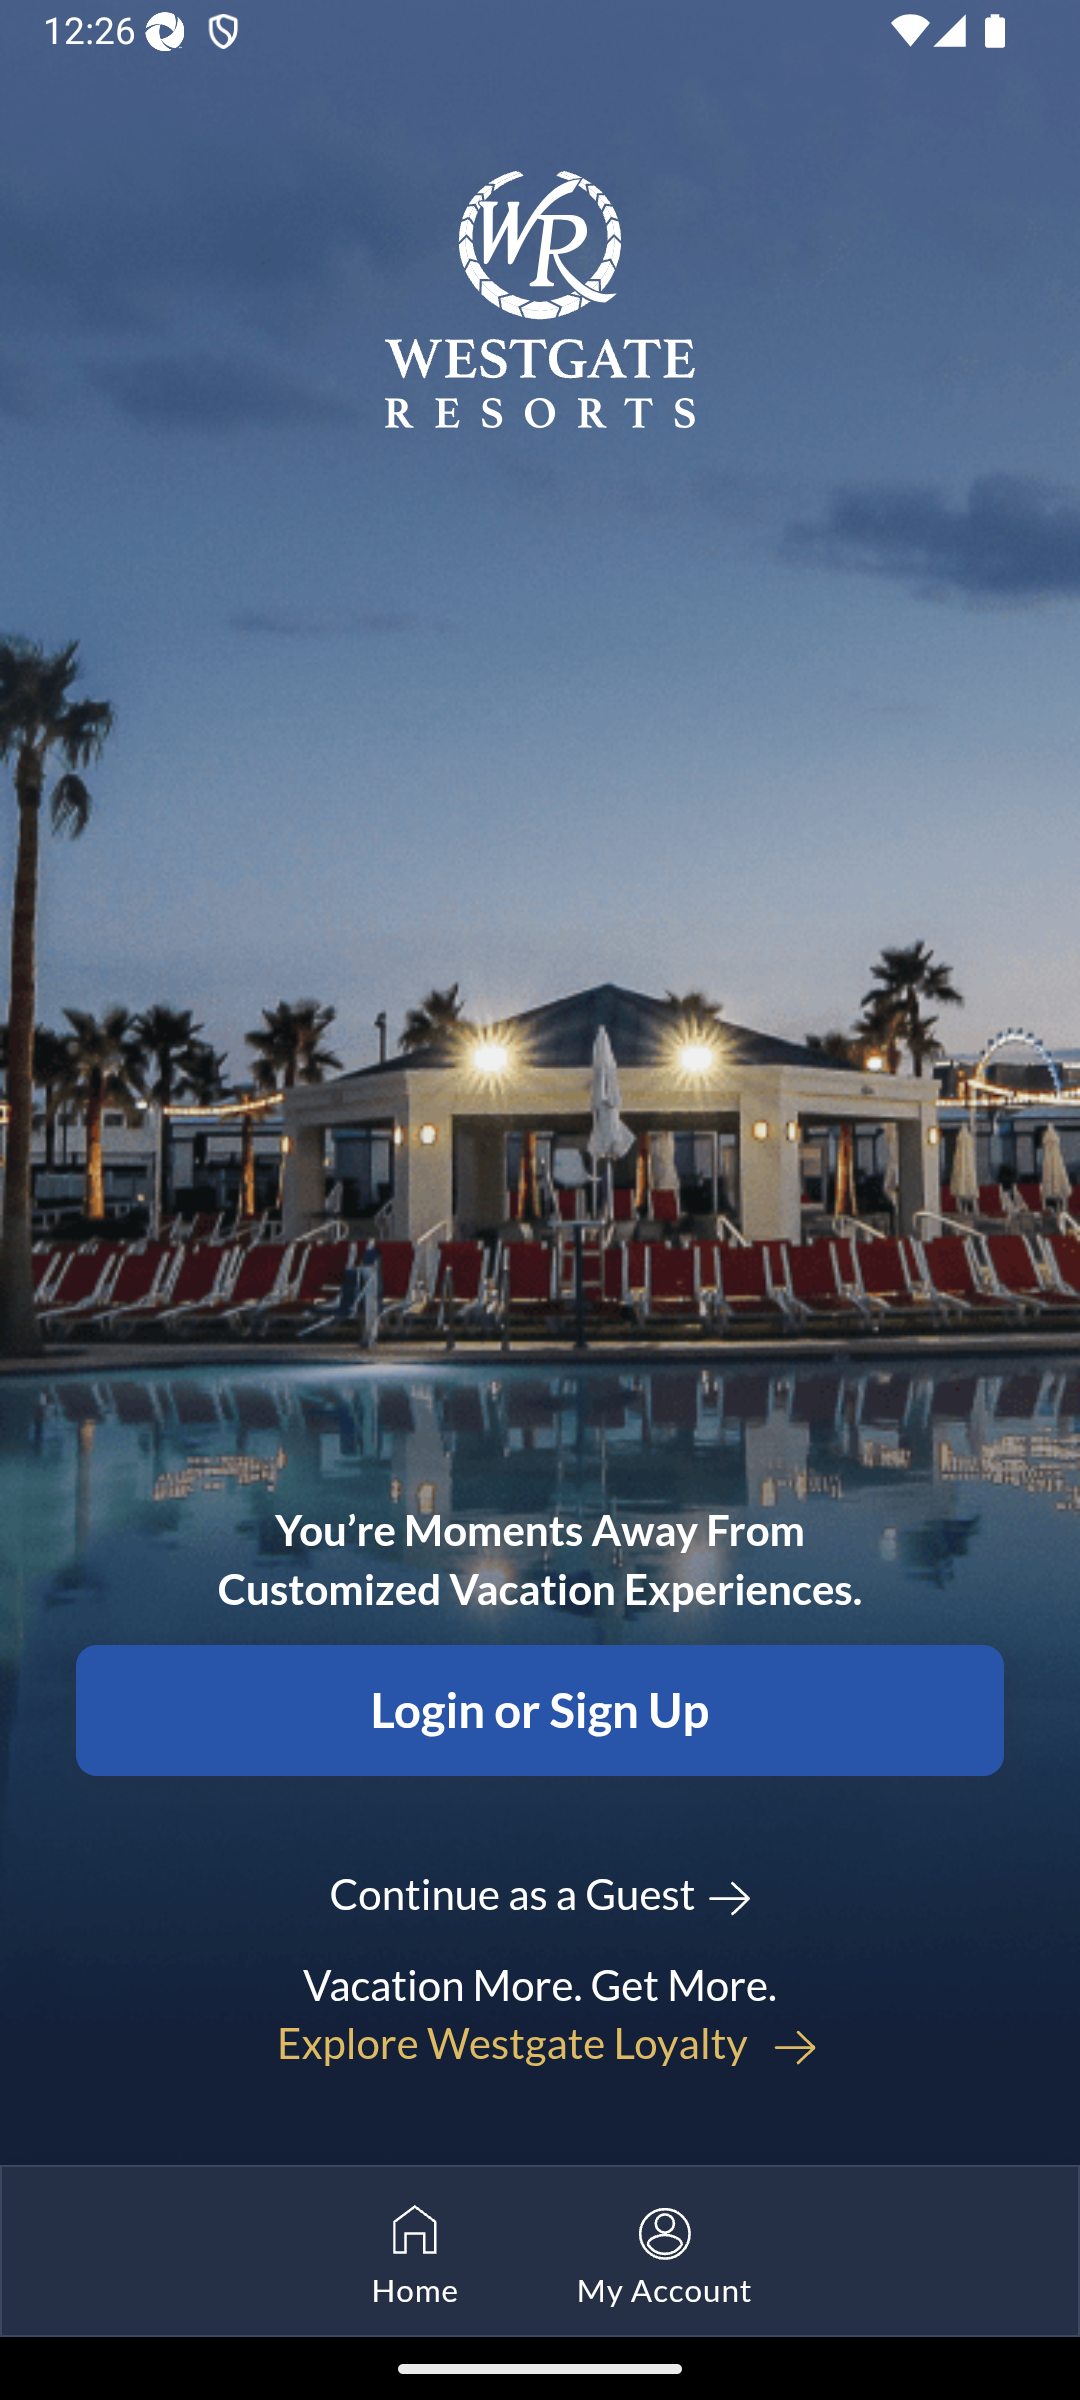 12:26
WR
WESTGATE
RESORTS
You’re Moments Away From
Customized Vacation Experiences.
Login or Sign Up
Continue as a Guest
Vacation More. Get More.
Explore Westgate Loyalty
Home
My Account